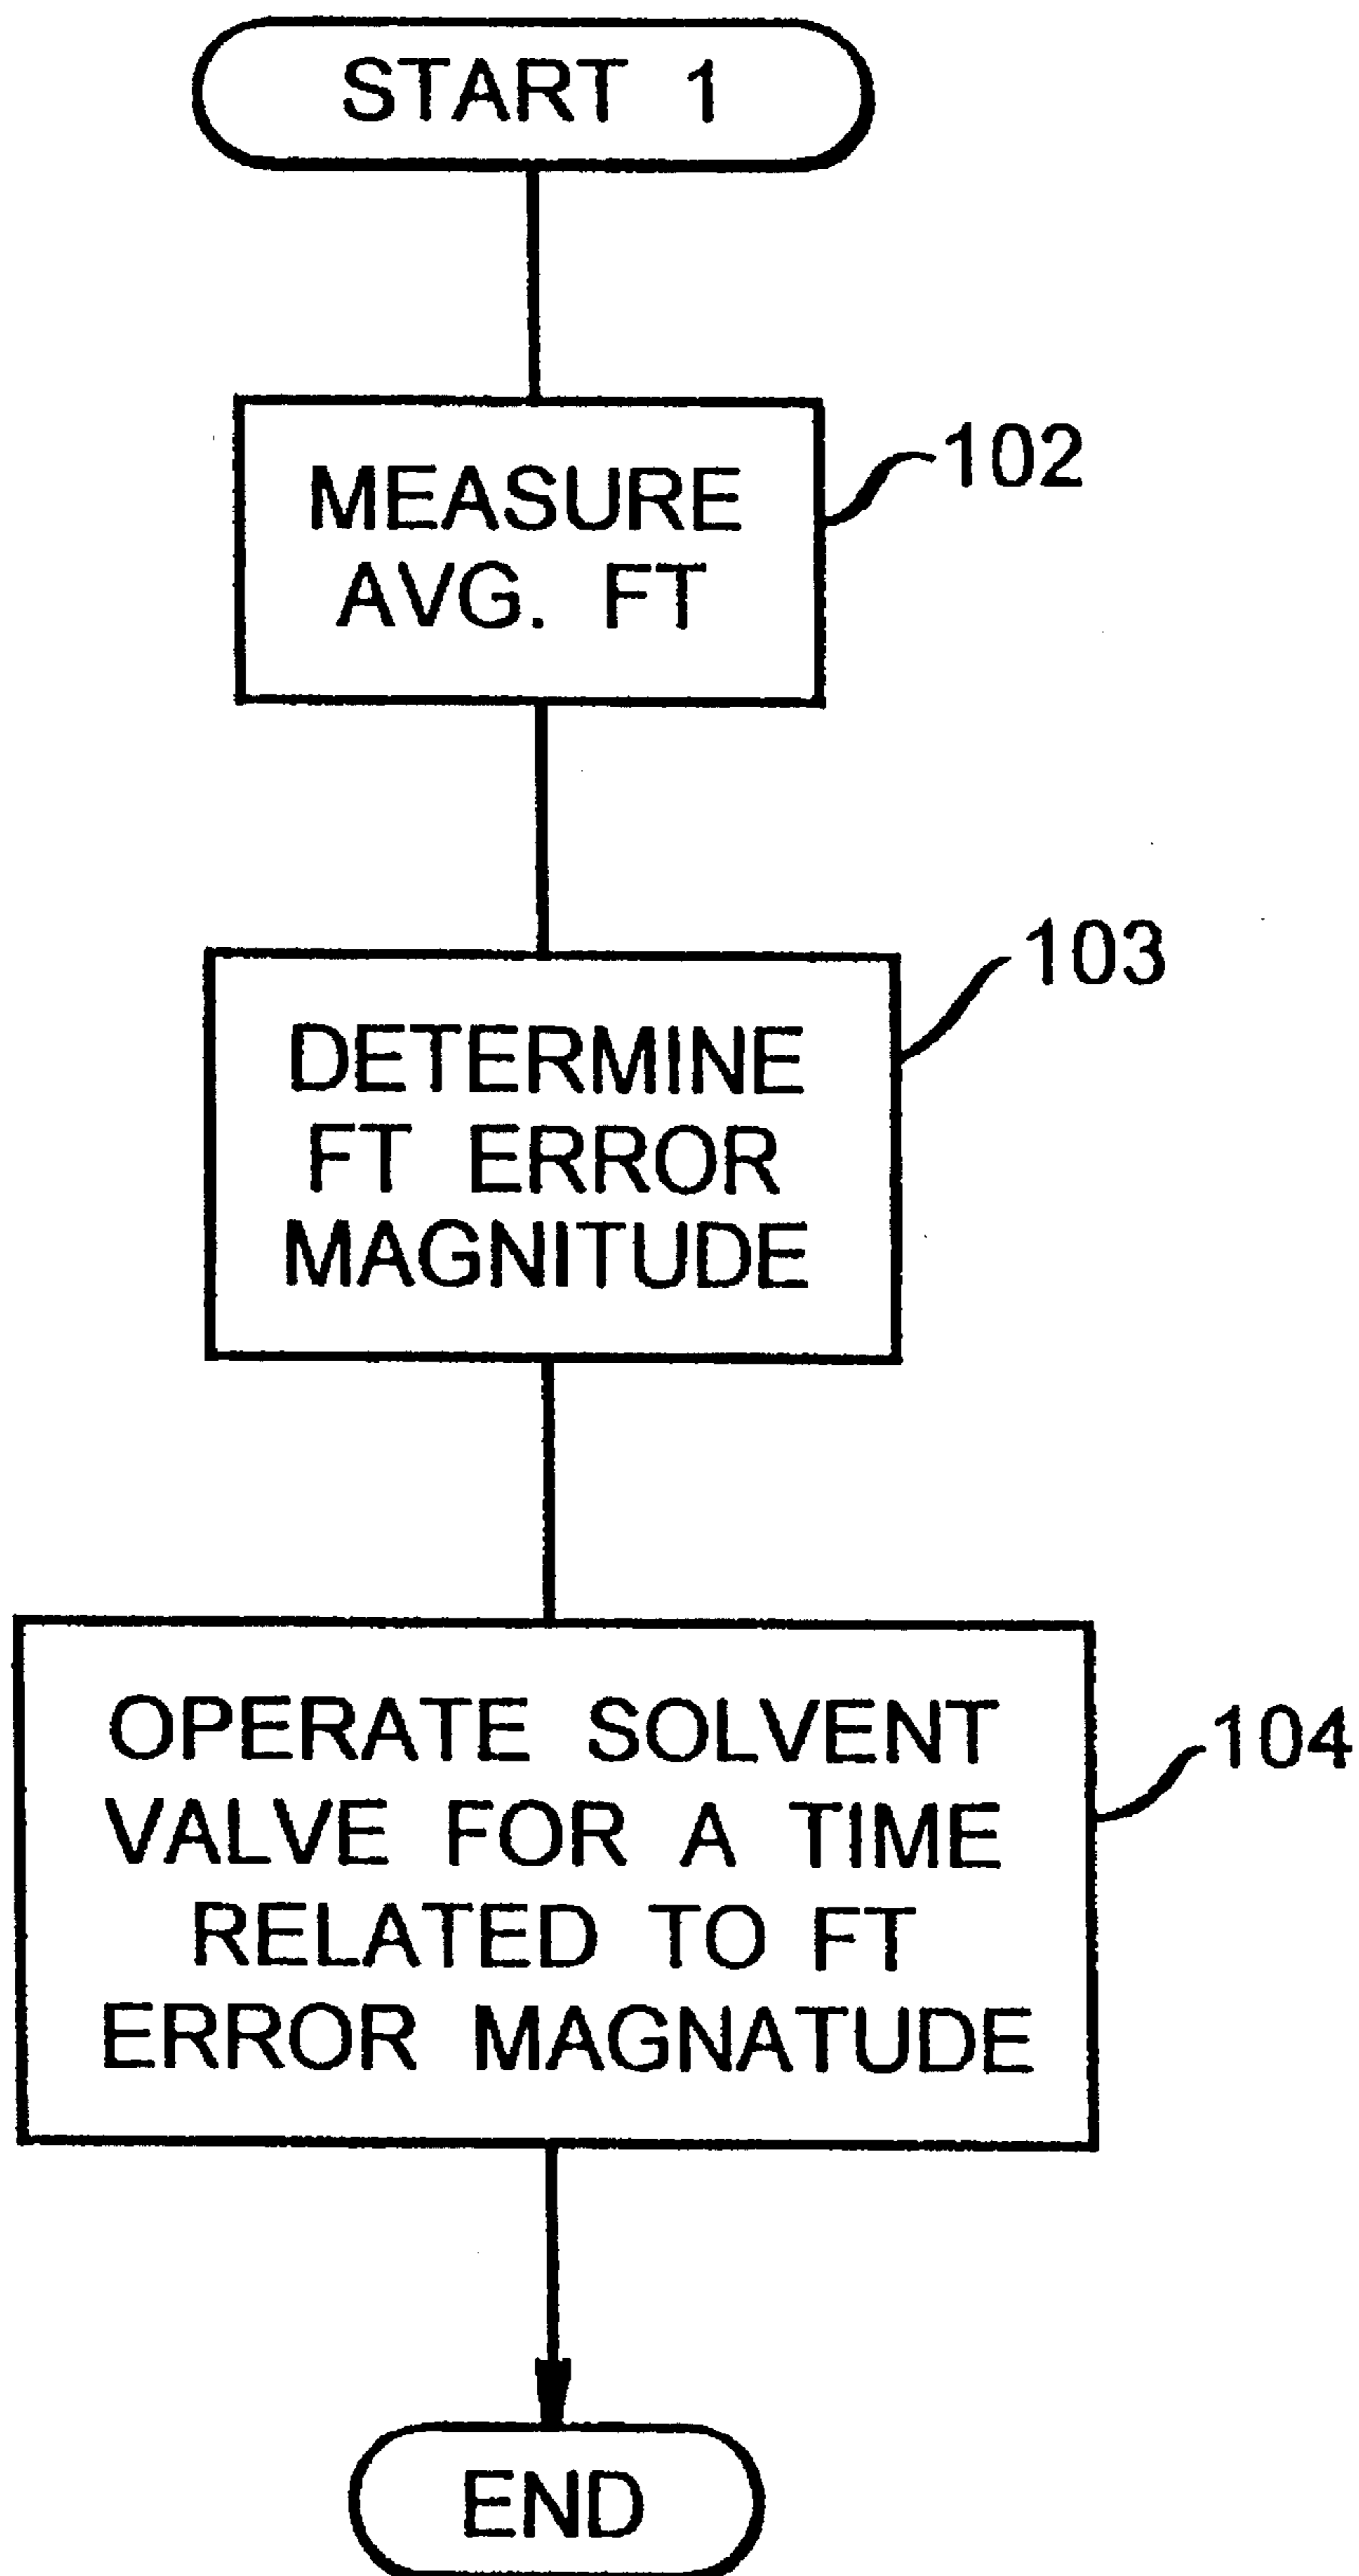 START 1
MEASURE
AVG. FT
102
DETERMINE
FT ERROR
MAGNITUDE
103
OPERATE SOLVENT
VALVE FOR A TIME
RELATED TO FT
ERROR MAGNATUDE
104
END